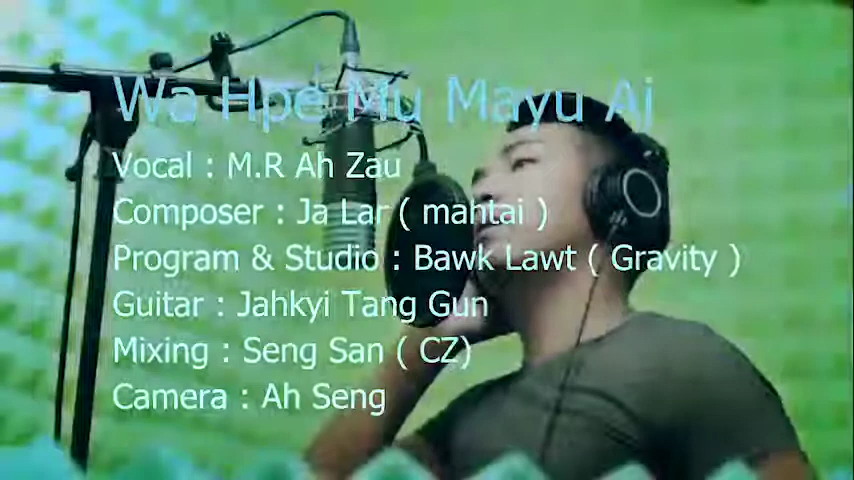 Wa Hpe Mu Mayu Ai
Vocal : M.R Ah Zau
Composer : Ja Lar ( mahtai )
Program & Studio : Bawk Lawt ( Gravity )
Guitar : Jahkyi Tang Gun
Mixing : Seng San ( CZ)
Camera : Ah Seng